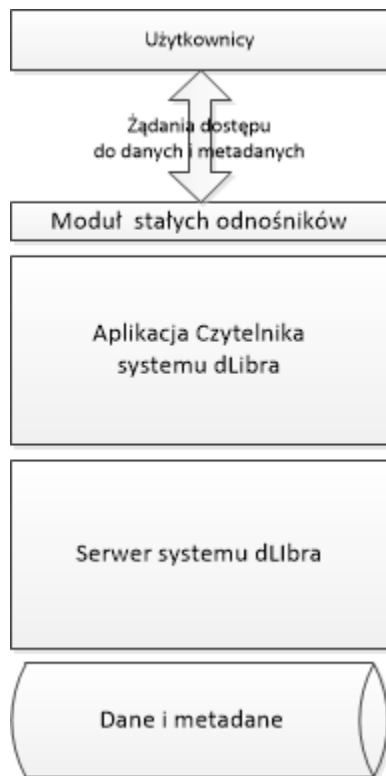 Użytkownicy
Żądania dostępu
do danych i metadanych
Moduł stałych odnośników
Aplikacja Czytelnika
systemu dLibra
Serwer systemu dLIbra
Dane i metadane